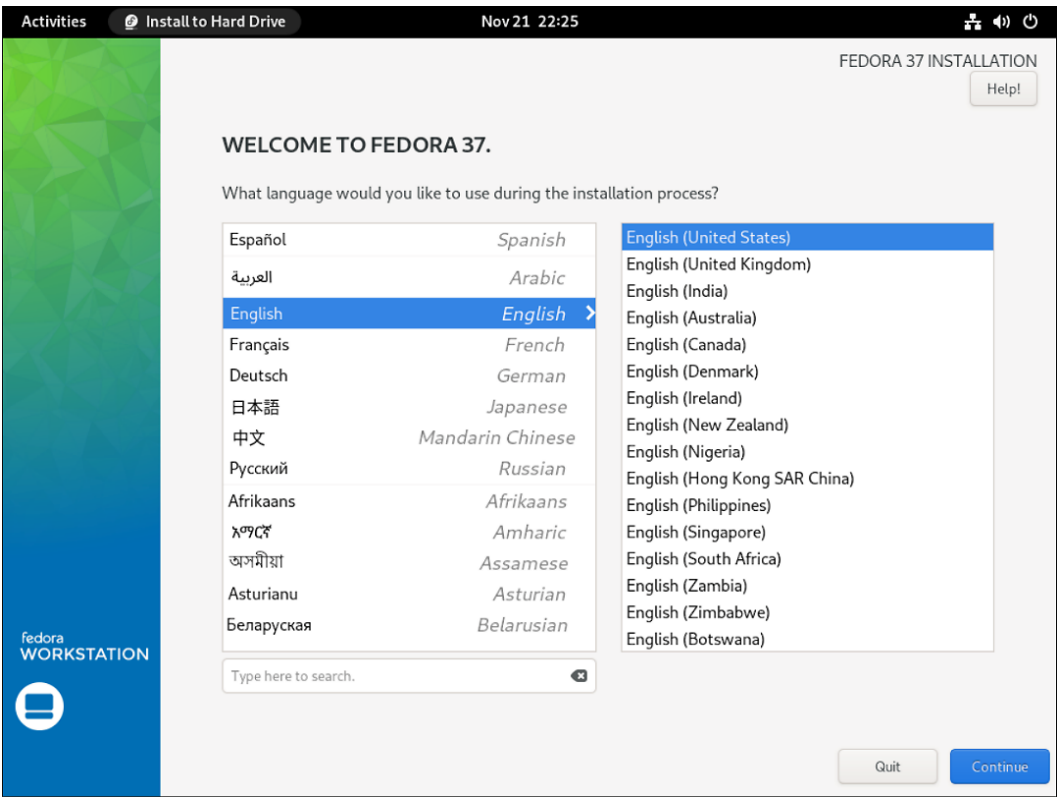 Activities Install to Hard Drive Nov 21 22:25
FEDORA 37 INSTALLATION
Help!
WELCOME TO FEDORA 37.
What language would you like to use during the installation process?
Español Spanish
العربية Arabic
English English
Français French
Deutsch German
日本語 Japanese
中文 Mandarin Chinese
Русский Russian
Afrikaans Afrikaans
አማርኛ Amharic
অসমীয়া Assamese
Asturianu Asturian
Беларуская Belarusian
Type here to search.
English (United States)
English (United Kingdom)
English (India)
English (Australia)
English (Canada)
English (Denmark)
English (Ireland)
English (New Zealand)
English (Nigeria)
English (Hong Kong SAR China)
English (Philippines)
English (Singapore)
English (South Africa)
English (Zambia)
English (Zimbabwe)
English (Botswana)
fedora
WORKSTATION
Quit Continue